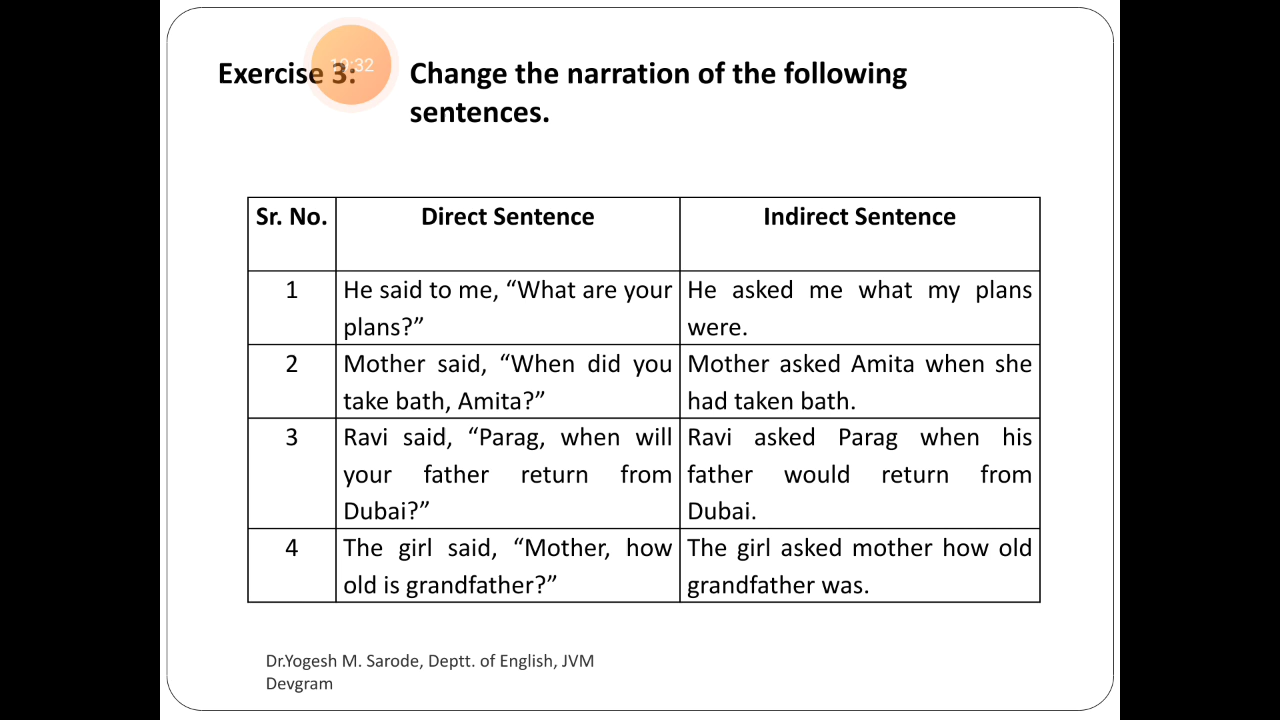 Exercise 3: Change the narration of the following
sentences.
10:32
Sr. No. Direct Sentence Indirect Sentence
1 He said to me, “What are your He asked me what my plans
plans?” were.
2 Mother said, “When did you Mother asked Amita when she
take bath, Amita?” had taken bath.
3 Ravi said, “Parag, when will Ravi asked Parag when his
your father return from father would return from
Dubai?” Dubai.
4 The girl said, “Mother, how The girl asked mother how old
old is grandfather?” grandfather was.
Dr.Yogesh M. Sarode, Deptt. of English, JVM
Devgram